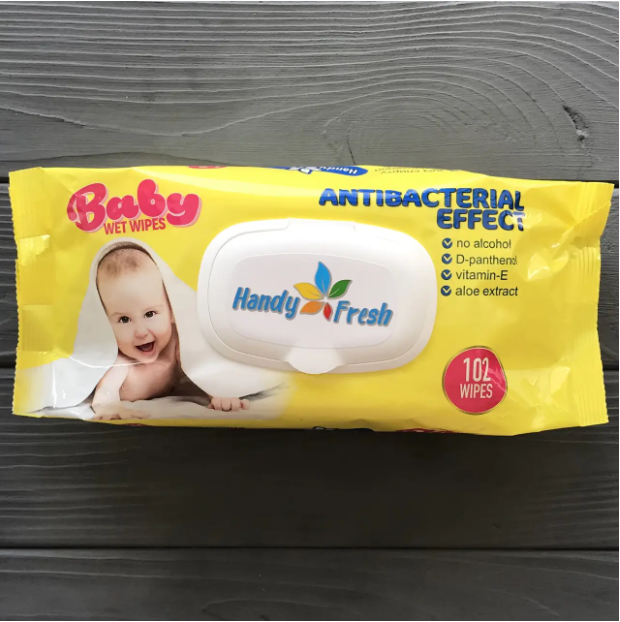 Baby
WET WIPES
ANTIBACTERIAL
EFFECT
no alcohol
D-panthenol
vitamin-E
aloe extract
Handy Fresh
102
WIPES